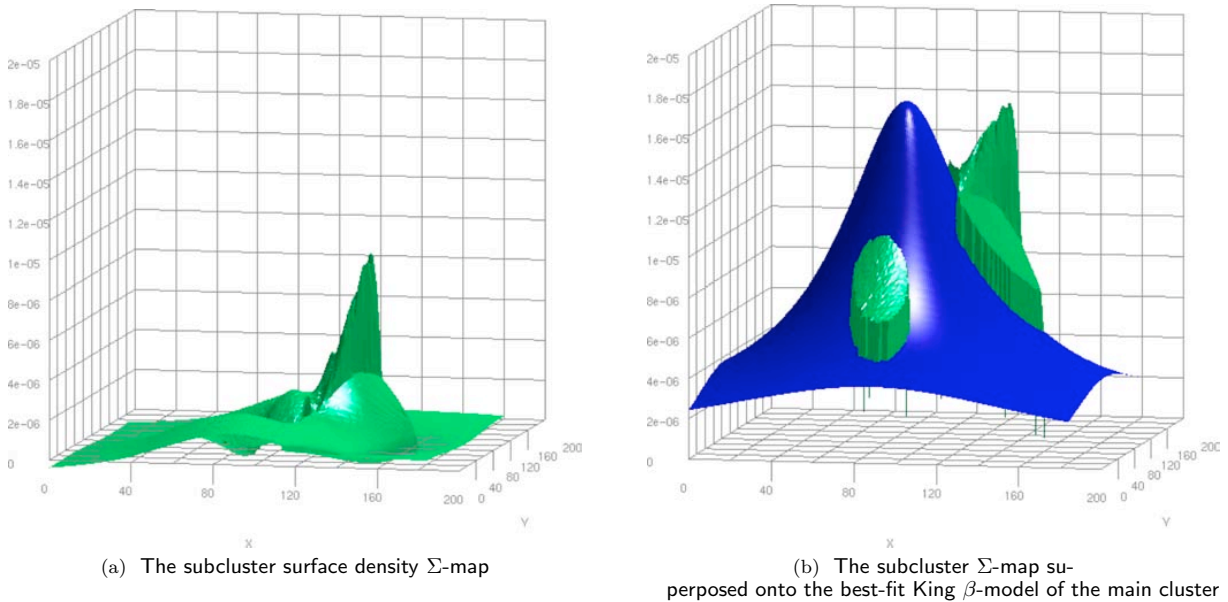 2e-05
1.8e-05
1.6e-05
1.4e-05
1.2e-05
1e-05
8e-06
6e-06
4e-06
2e-06
0
0 40 80 120 160 200
0 40 80 120 160 200
X
Y
(a) The subcluster surface density Σ-map
2e-05
1.8e-05
1.6e-05
1.4e-05
1.2e-05
1e-05
8e-06
6e-06
4e-06
2e-06
0
0 40 80 120 160 200
0 40 80 120 160 200
X
Y
(b) The subcluster Σ-map su-
perposed onto the best-fit King β-model of the main cluster